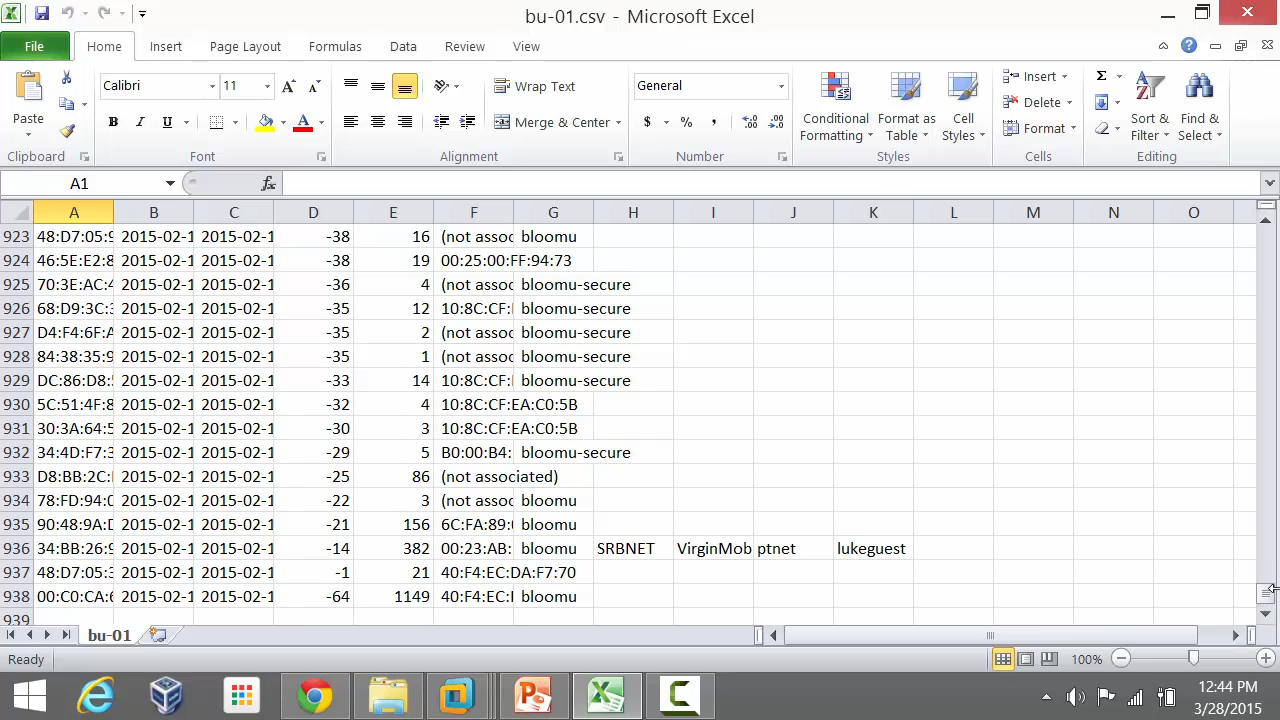 bu-01.csv - Microsoft Excel
File Home Insert Page Layout Formulas Data Review View
Calibri 11 Wrap Text General Insert
Paste B I U Merge & Center $ % , Conditional Formatting Format as Table Cell Styles Delete Format Sort & Filter Find & Select
Clipboard Font Alignment Number Styles Cells Editing
A1 fx
A B C D E F G H I J K L M N O
923 48:D7:05:9 2015-02-1 2015-02-1 -38 16 (not assoc bloomu
924 46:5E:E2:8 2015-02-1 2015-02-1 -38 19 00:25:00:FF:94:73
925 70:3E:AC:4 2015-02-1 2015-02-1 -36 4 (not assoc bloomu-secure
926 68:D9:3C:3 2015-02-1 2015-02-1 -35 12 10:8C:CF: bloomu-secure
927 D4:F4:6F:A 2015-02-1 2015-02-1 -35 2 (not assoc bloomu-secure
928 84:38:35:9 2015-02-1 2015-02-1 -35 1 (not assoc bloomu-secure
929 DC:86:D8: 2015-02-1 2015-02-1 -33 14 10:8C:CF: bloomu-secure
930 5C:51:4F:8 2015-02-1 2015-02-1 -32 4 10:8C:CF:EA:C0:5B
931 30:3A:64:5 2015-02-1 2015-02-1 -30 3 10:8C:CF:EA:C0:5B
932 34:4D:F7:3 2015-02-1 2015-02-1 -29 5 B0:00:B4: bloomu-secure
933 D8:BB:2C: 2015-02-1 2015-02-1 -25 86 (not associated)
934 78:FD:94:0 2015-02-1 2015-02-1 -22 3 (not assoc bloomu
935 90:48:9A:D 2015-02-1 2015-02-1 -21 156 6C:FA:89: bloomu
936 34:BB:26:9 2015-02-1 2015-02-1 -14 382 00:23:AB: bloomu SRBNET VirginMob ptnet lukeguest
937 48:D7:05:3 2015-02-1 2015-02-1 -1 21 40:F4:EC:DA:F7:70
938 00:C0:CA:6 2015-02-1 2015-02-1 -64 1149 40:F4:EC: bloomu
939
bu-01
Ready 100%
12:44 PM
3/28/2015